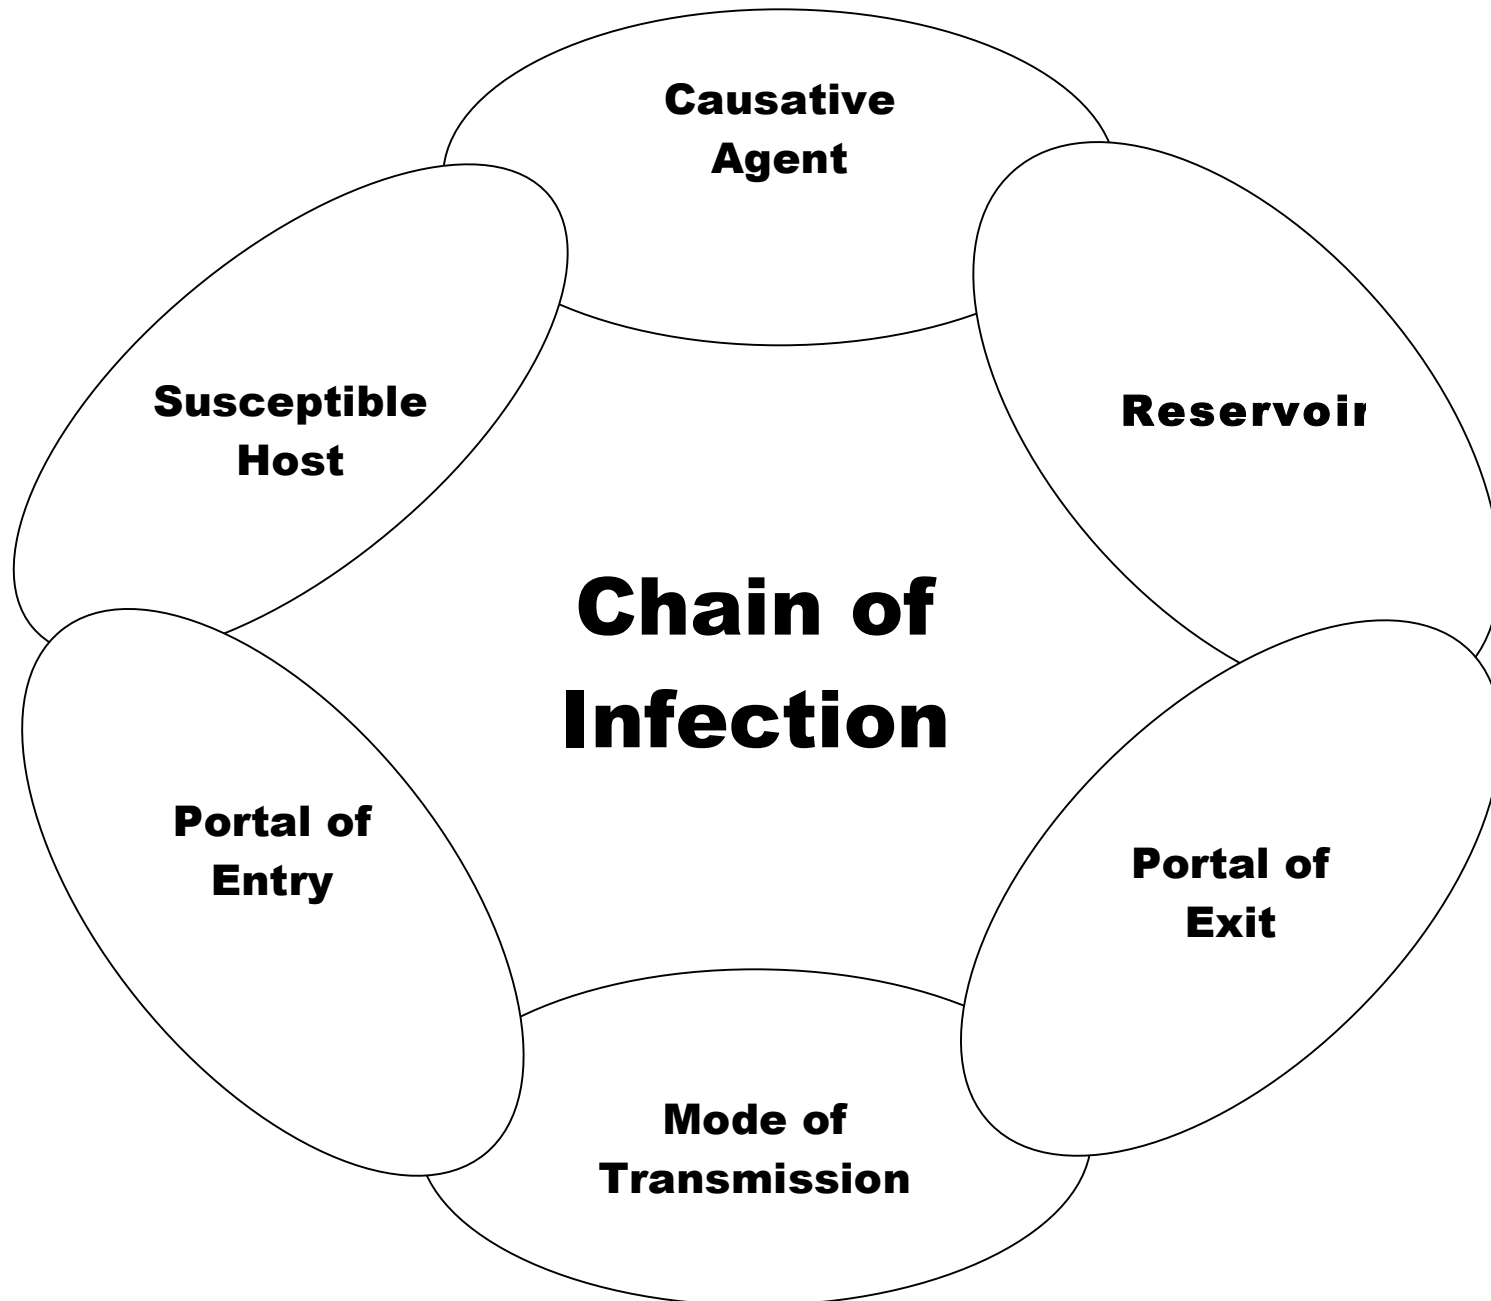 Causative
Agent
Susceptible
Host
Reservoir
Chain of
Infection
Portal of
Entry
Portal of
Exit
Mode of
Transmission